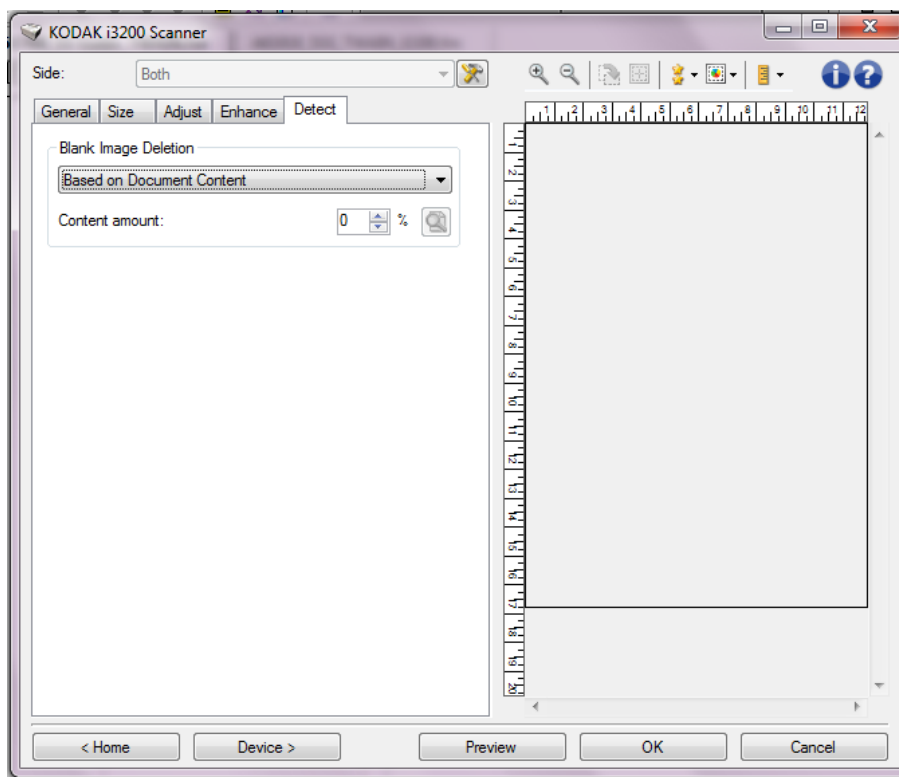 KODAK i3200 Scanner
Side: Both
General Size Adjust Enhance Detect
Blank Image Deletion
Based on Document Content
Content amount: 0 %
1 2 3 4 5 6 7 8 9 10 11 12
1
2
3
4
5
6
7
8
9
10
11
12
13
14
15
16
17
18
19
20
< Home Device > Preview OK Cancel